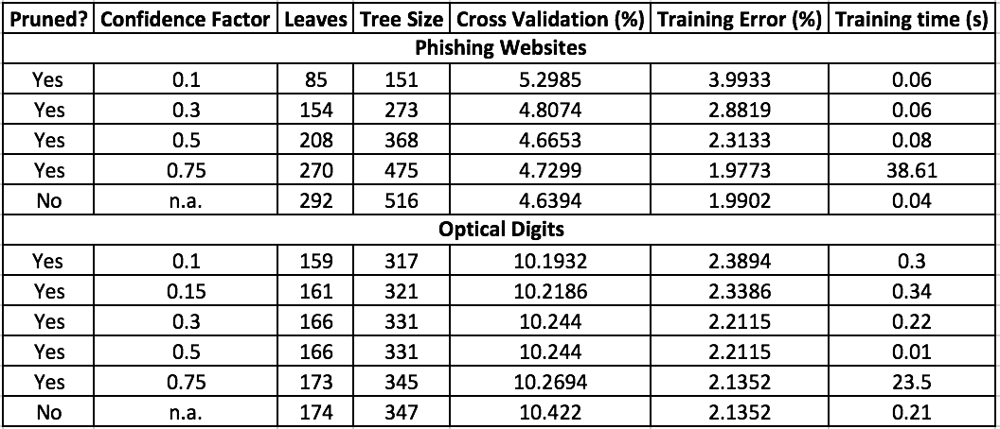 Pruned? Confidence Factor Leaves Tree Size Cross Validation (%) Training Error (%) Training time (s)
Phishing Websites
Yes 0.1 85 151 5.2985 3.9933 0.06
Yes 0.3 154 273 4.8074 2.8819 0.06
Yes 0.5 208 368 4.6653 2.3133 0.08
Yes 0.75 270 475 4.7299 1.9773 38.61
No n.a. 292 516 4.6394 1.9902 0.04
Optical Digits
Yes 0.1 159 317 10.1932 2.3894 0.3
Yes 0.15 161 321 10.2186 2.3386 0.34
Yes 0.3 166 331 10.244 2.2115 0.22
Yes 0.5 166 331 10.244 2.2115 0.01
Yes 0.75 173 345 10.2694 2.1352 23.5
No n.a. 174 347 10.422 2.1352 0.21